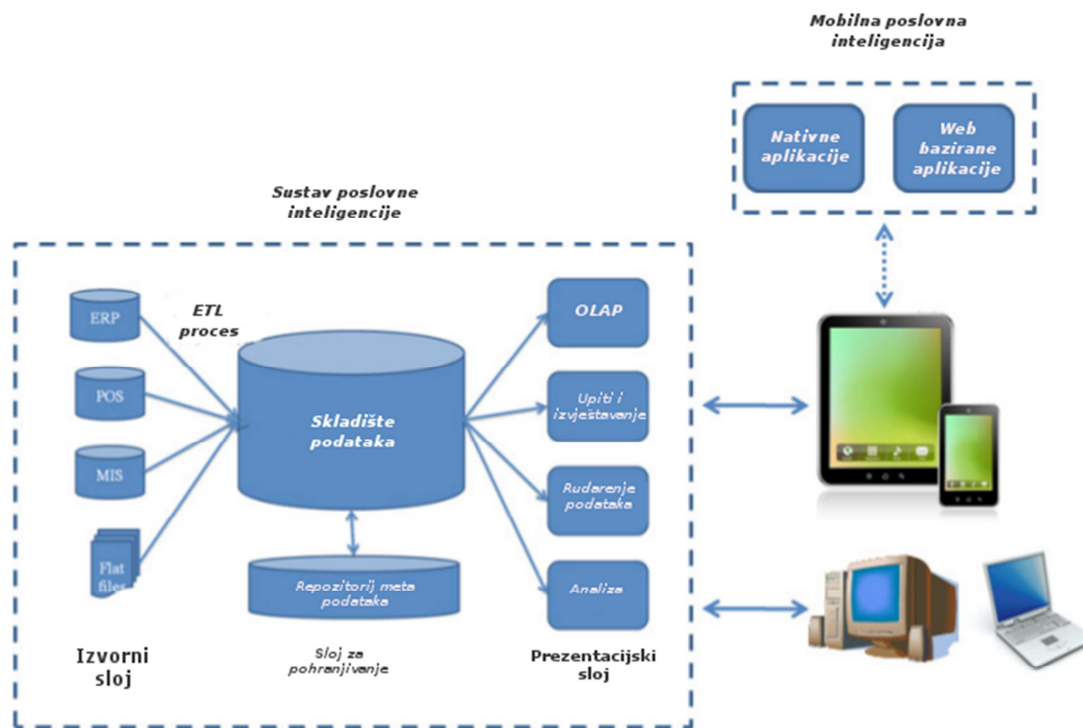 Mobilna poslovna
inteligencija
Nativne
aplikacije
Web
bazirane
aplikacije
Sustav poslovne
inteligencije
ERP
POS
MIS
Flat
files
ETL
proces
Skladište
podataka
Repozitorij meta
podataka
OLAP
Upiti i
izvještavanje
Rudarenje
podataka
Analiza
Izvorni
sloj
Sloj za
pohranjivanje
Prezentacijski
sloj